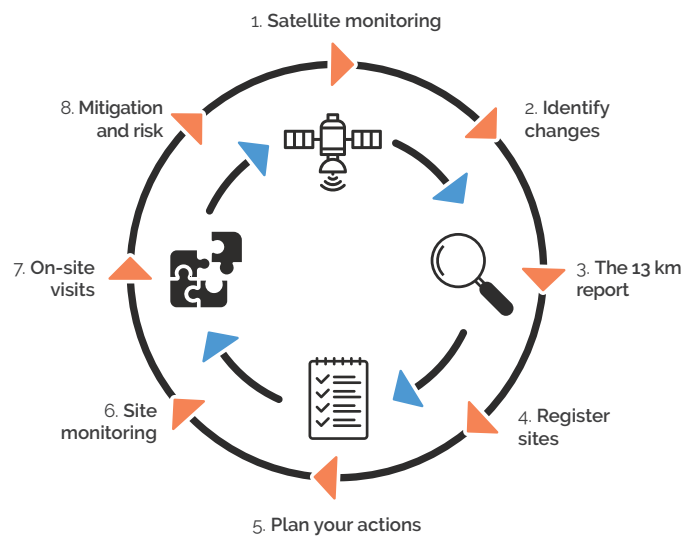 1. Satellite monitoring
2. Identify
changes
3. The 13 km
report
4. Register
sites
5. Plan your actions
6. Site
monitoring
7. On-site
visits
8. Mitigation
and risk